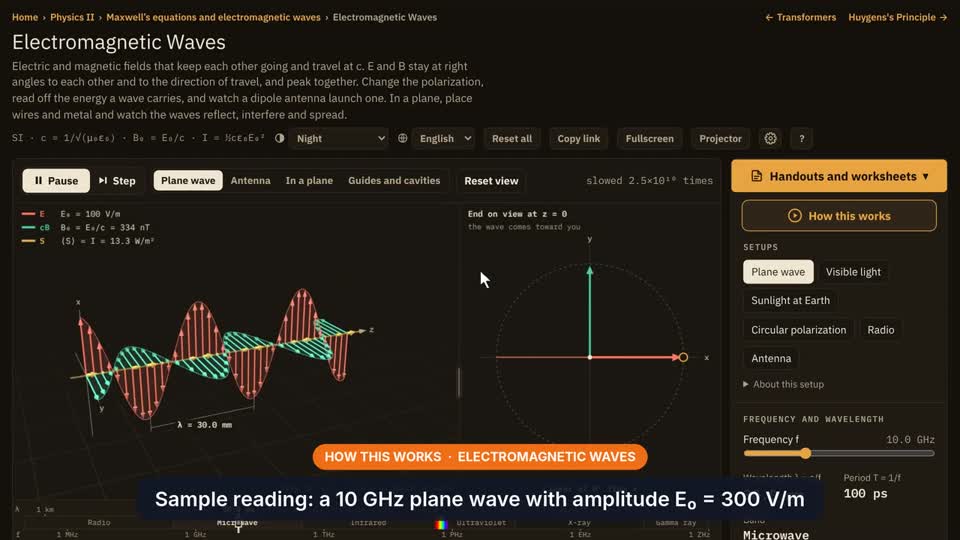 Home › Physics II › Maxwell's equations and electromagnetic waves › Electromagnetic Waves
← Transformers Huygens's Principle →
Electromagnetic Waves
Electric and magnetic fields that keep each other going and travel at c. E and B stay at right
angles to each other and to the direction of travel, and peak together. Change the polarization,
read off the energy a wave carries, and watch a dipole antenna launch one. In a plane, place
wires and metal and watch the waves reflect, interfere and spread.
SI · c = 1/√(μ₀ε₀) · B₀ = E₀/c · I = ½cε₀E₀²
Night
English
Reset all
Copy link
Fullscreen
Projector
?
Pause
Step
Plane wave
Antenna
In a plane
Guides and cavities
Reset view
slowed 2.5×10¹⁰ times
E E₀ = 100 V/m
cB B₀ = E₀/c = 334 nT
S ⟨S⟩ = I = 13.3 W/m²
x
y
z
λ = 30.0 mm
End on view at z = 0
the wave comes toward you
y
x
Handouts and worksheets ▾
How this works
SETUPS
Plane wave
Visible light
Sunlight at Earth
Circular polarization
Radio
Antenna
About this setup
FREQUENCY AND WAVELENGTH
Frequency f 10.0 GHz
Period T = 1/f
100 ps
Microwave
HOW THIS WORKS · ELECTROMAGNETIC WAVES
Sample reading: a 10 GHz plane wave with amplitude E₀ = 300 V/m
λ 1 km
Radio Microwave Infrared Ultraviolet X-ray Gamma ray
f 1 MHz 1 GHz 1 THz 1 PHz 1 EHz 1 ZHz